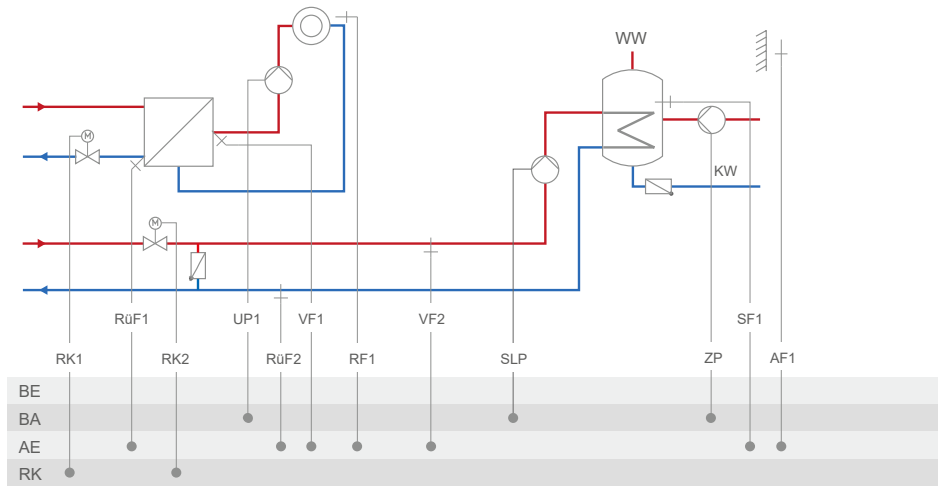 WW
M
KW
M
RüF1 UP1 VF1 VF2 SF1
RK1 RK2 RüF2 RF1 SLP ZP AF1
BE
BA
AE
RK